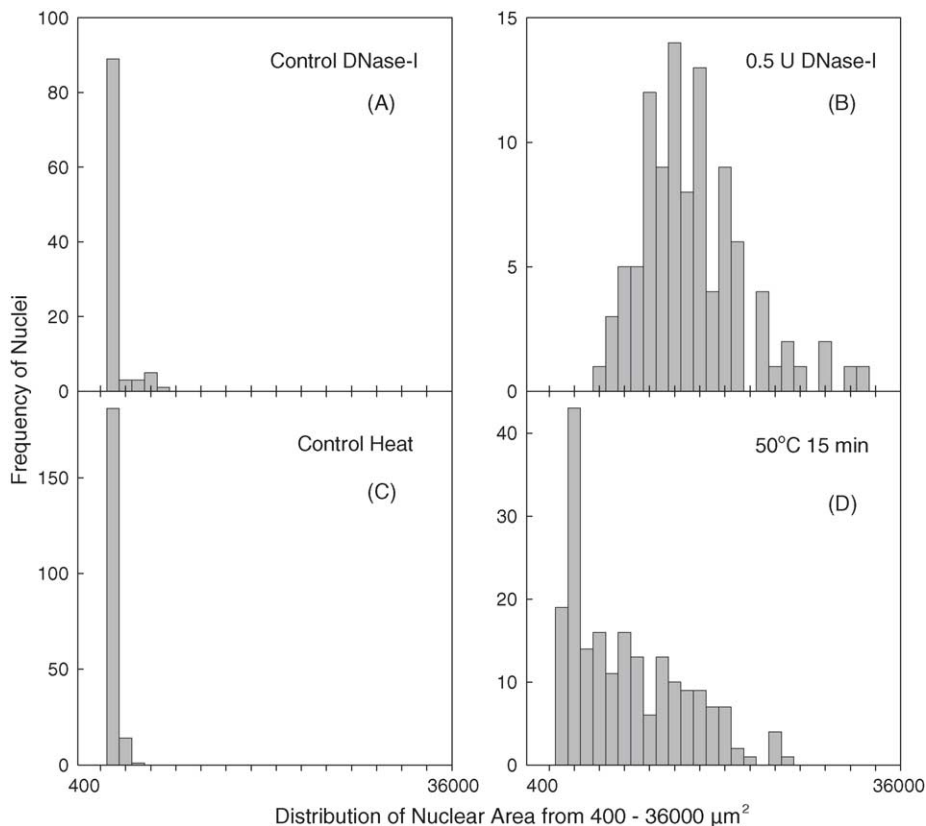 100
80
60
40
20
0
Control DNase-I
(A)
15
10
5
0
0.5 U DNase-I
(B)
Frequency of Nuclei
150
100
50
0
Control Heat
(C)
40
30
20
10
0
50°C 15 min
(D)
400
36000
400
36000
Distribution of Nuclear Area from 400 - 36000 μm²